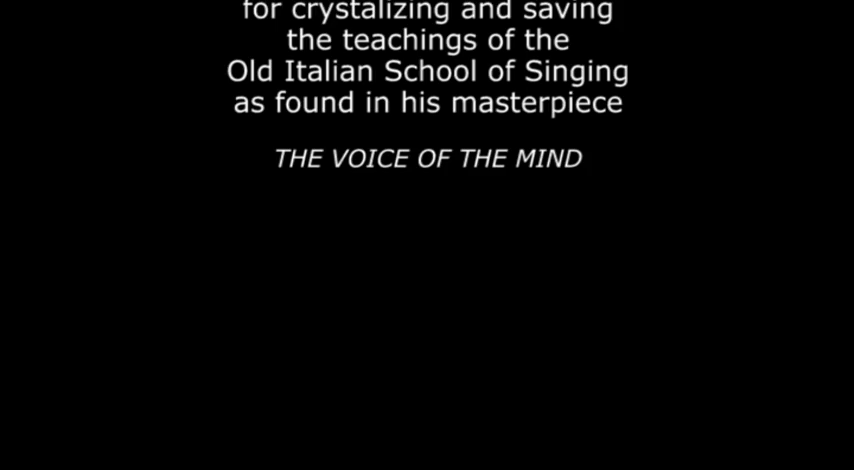 for crystalizing and saving
the teachings of the
Old Italian School of Singing
as found in his masterpiece
THE VOICE OF THE MIND